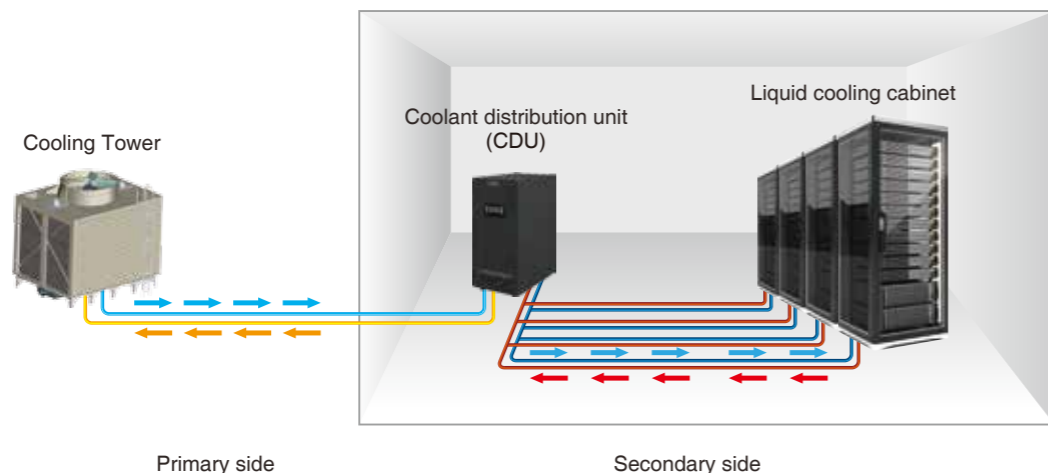 Cooling Tower
Coolant distribution unit
(CDU)
Liquid cooling cabinet
Primary side
Secondary side